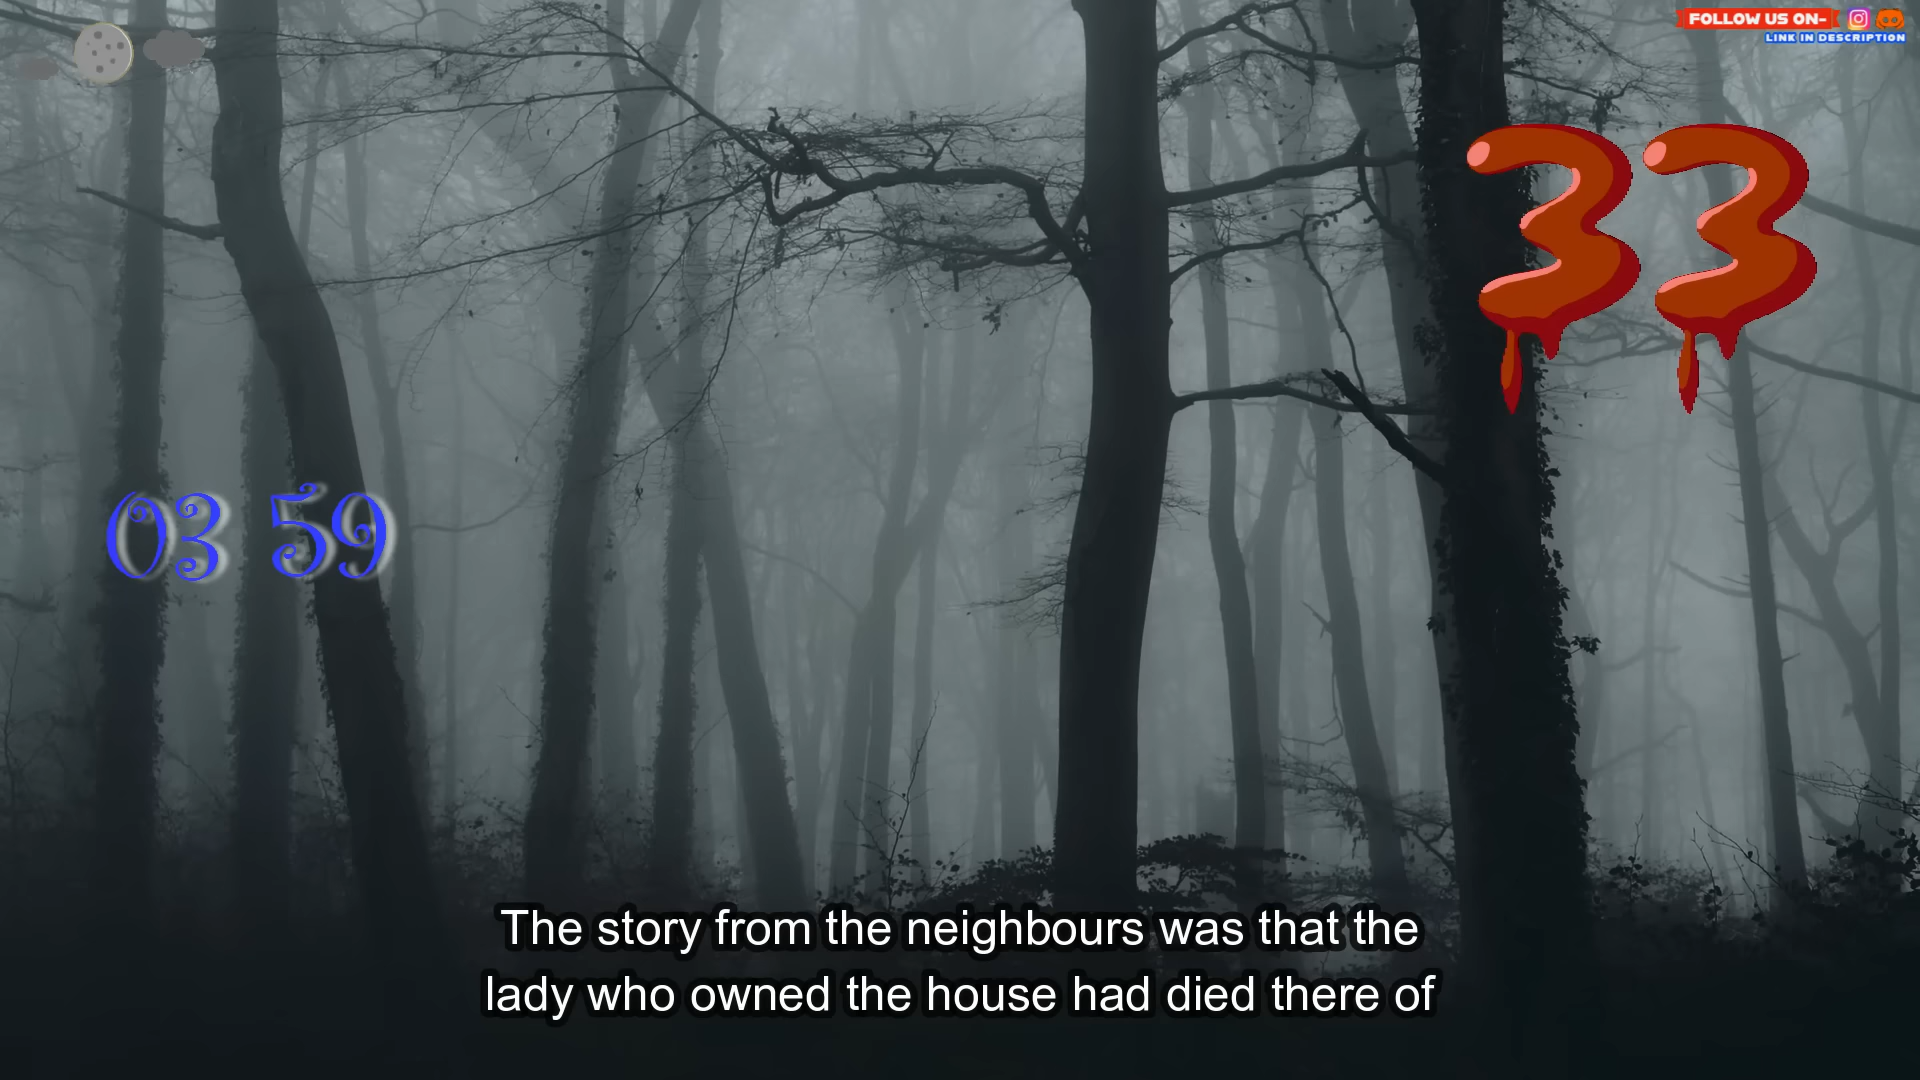 FOLLOW US ON-
LINK IN DESCRIPTION
33
03 59
The story from the neighbours was that the
lady who owned the house had died there of